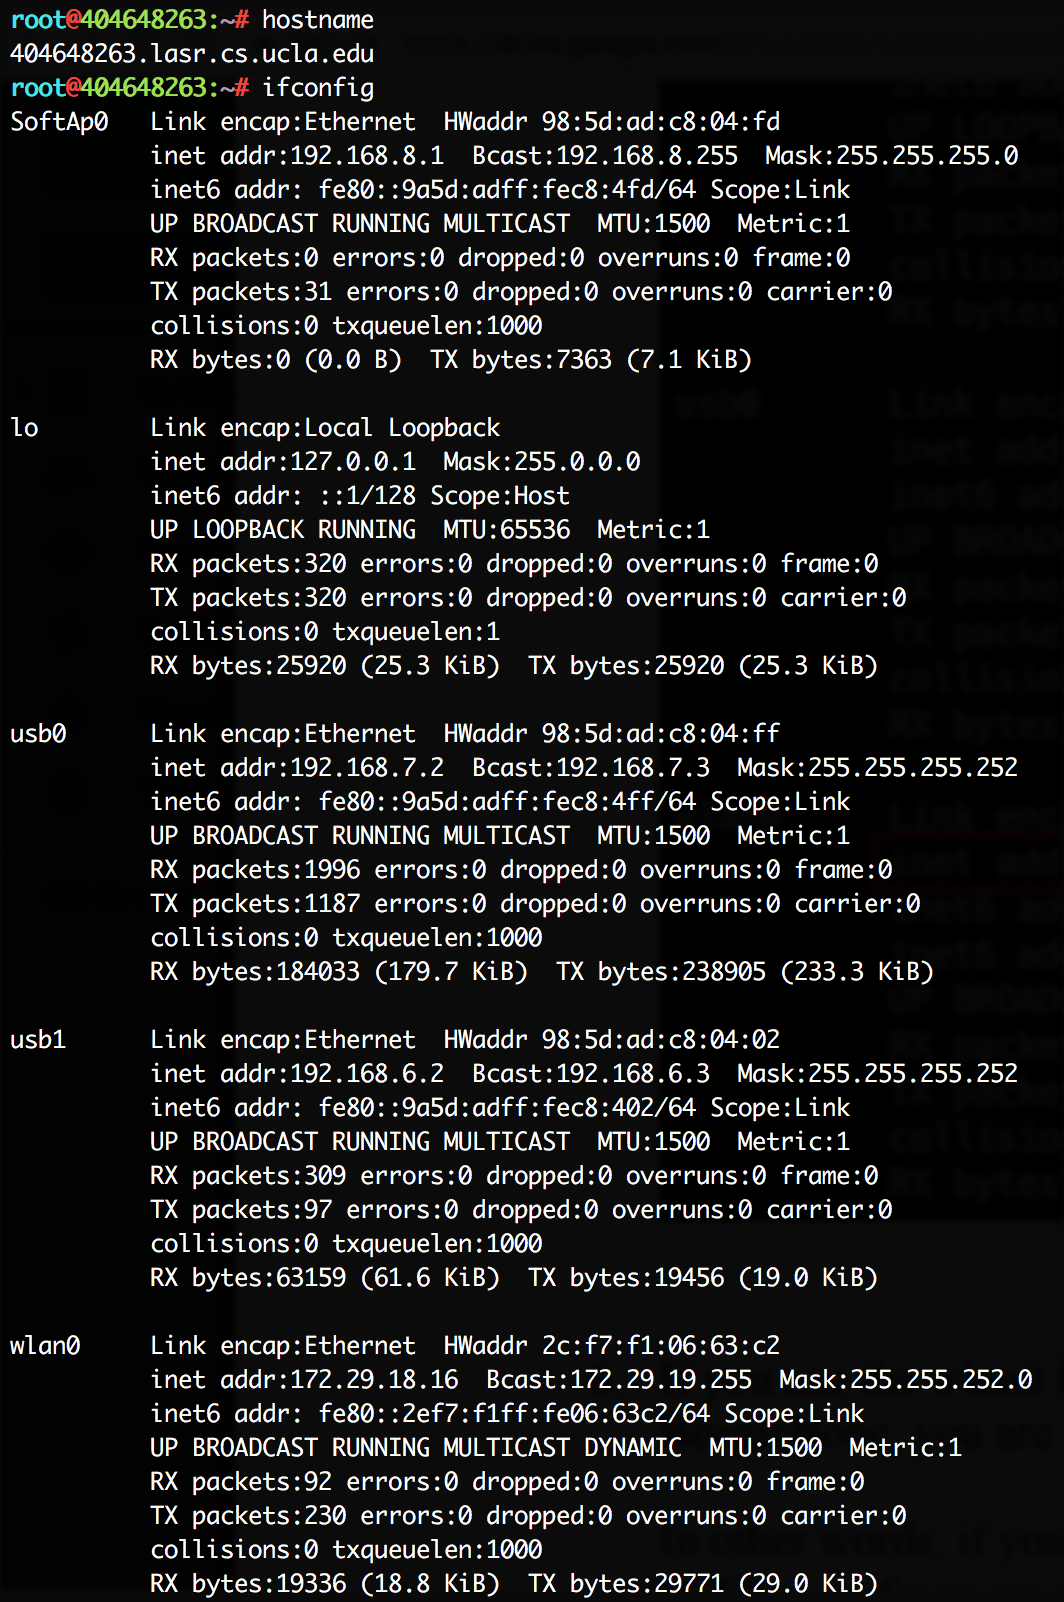 root@404648263:~# hostname
404648263.lasr.cs.ucla.edu
root@404648263:~# ifconfig
SoftAp0   Link encap:Ethernet  HWaddr 98:5d:ad:c8:04:fd
          inet addr:192.168.8.1  Bcast:192.168.8.255  Mask:255.255.255.0
          inet6 addr: fe80::9a5d:adff:fec8:4fd/64 Scope:Link
          UP BROADCAST RUNNING MULTICAST  MTU:1500  Metric:1
          RX packets:0 errors:0 dropped:0 overruns:0 frame:0
          TX packets:31 errors:0 dropped:0 overruns:0 carrier:0
          collisions:0 txqueuelen:1000
          RX bytes:0 (0.0 B)  TX bytes:7363 (7.1 KiB)

lo        Link encap:Local Loopback
          inet addr:127.0.0.1  Mask:255.0.0.0
          inet6 addr: ::1/128 Scope:Host
          UP LOOPBACK RUNNING  MTU:65536  Metric:1
          RX packets:320 errors:0 dropped:0 overruns:0 frame:0
          TX packets:320 errors:0 dropped:0 overruns:0 carrier:0
          collisions:0 txqueuelen:1
          RX bytes:25920 (25.3 KiB)  TX bytes:25920 (25.3 KiB)

usb0      Link encap:Ethernet  HWaddr 98:5d:ad:c8:04:ff
          inet addr:192.168.7.2  Bcast:192.168.7.3  Mask:255.255.255.252
          inet6 addr: fe80::9a5d:adff:fec8:4ff/64 Scope:Link
          UP BROADCAST RUNNING MULTICAST  MTU:1500  Metric:1
          RX packets:1996 errors:0 dropped:0 overruns:0 frame:0
          TX packets:1187 errors:0 dropped:0 overruns:0 carrier:0
          collisions:0 txqueuelen:1000
          RX bytes:184033 (179.7 KiB)  TX bytes:238905 (233.3 KiB)

usb1      Link encap:Ethernet  HWaddr 98:5d:ad:c8:04:02
          inet addr:192.168.6.2  Bcast:192.168.6.3  Mask:255.255.255.252
          inet6 addr: fe80::9a5d:adff:fec8:402/64 Scope:Link
          UP BROADCAST RUNNING MULTICAST  MTU:1500  Metric:1
          RX packets:309 errors:0 dropped:0 overruns:0 frame:0
          TX packets:97 errors:0 dropped:0 overruns:0 carrier:0
          collisions:0 txqueuelen:1000
          RX bytes:63159 (61.6 KiB)  TX bytes:19456 (19.0 KiB)

wlan0     Link encap:Ethernet  HWaddr 2c:f7:f1:06:63:c2
          inet addr:172.29.18.16  Bcast:172.29.19.255  Mask:255.255.252.0
          inet6 addr: fe80::2ef7:f1ff:fe06:63c2/64 Scope:Link
          UP BROADCAST RUNNING MULTICAST DYNAMIC  MTU:1500  Metric:1
          RX packets:92 errors:0 dropped:0 overruns:0 frame:0
          TX packets:230 errors:0 dropped:0 overruns:0 carrier:0
          collisions:0 txqueuelen:1000
          RX bytes:19336 (18.8 KiB)  TX bytes:29771 (29.0 KiB)